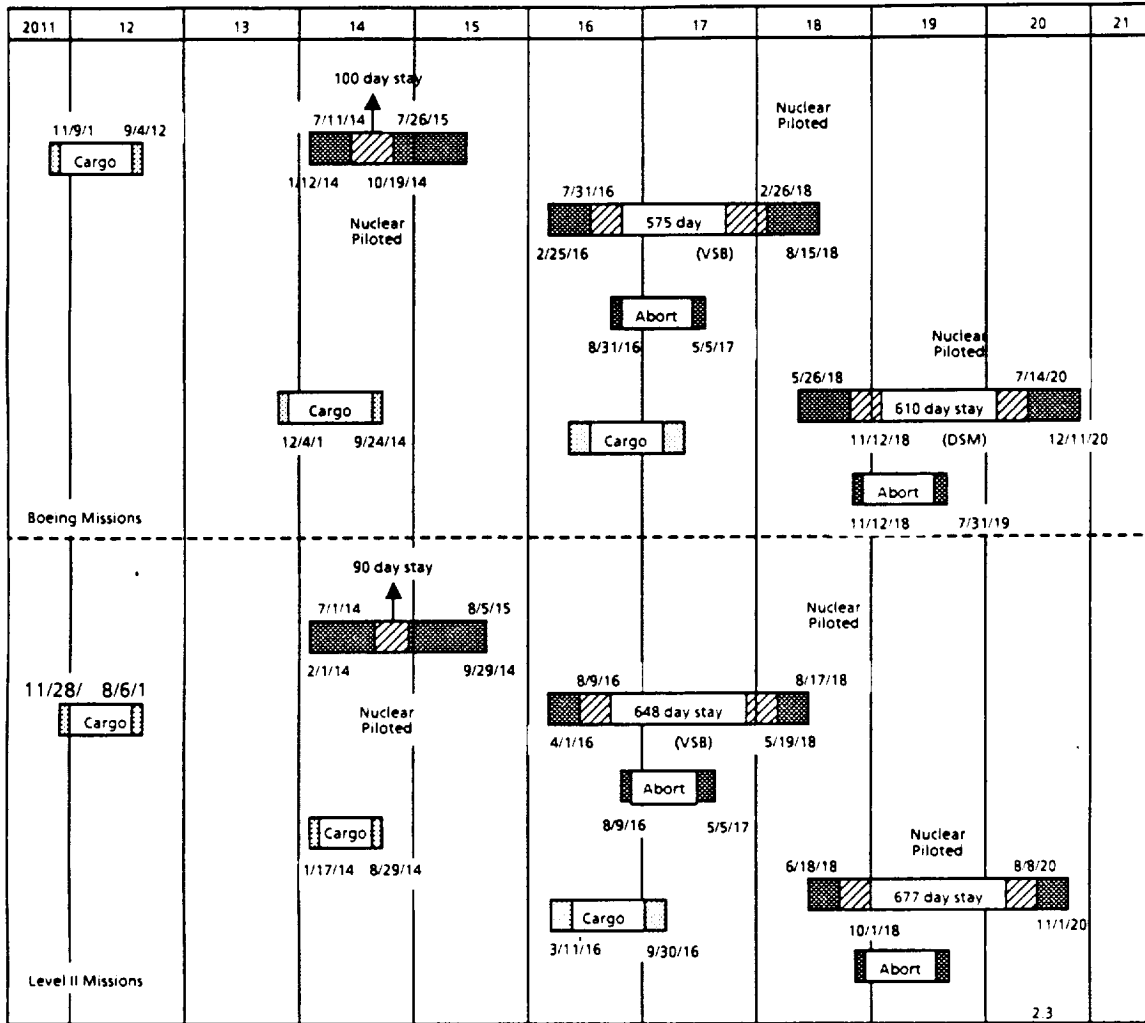 2011 12 13 14 15 16 17 18 19 20 21
100 day stay
7/11/14 7/26/15
11/9/1 9/4/12
Cargo
1/12/14 10/19/14
Nuclear
Piloted
Nuclear
Piloted
7/31/16 2/26/18
575 day
2/25/16 (VSB) 8/15/18
Abort
8/31/16 5/5/17
Nuclear
Piloted
5/26/18 7/14/20
Cargo
12/4/1 9/24/14
610 day stay
11/12/18 (DSM) 12/11/20
Cargo
Abort
11/12/18 7/31/19
Boeing Missions
90 day stay
7/1/14 8/5/15
2/1/14 9/29/14
Nuclear
Piloted
11/28/ 8/6/1
Cargo
Nuclear
Piloted
8/9/16 8/17/18
648 day stay
4/1/16 (VSB) 5/19/18
Abort
8/9/16 5/5/17
Cargo
1/17/14 8/29/14
Nuclear
Piloted
6/18/18 8/8/20
677 day stay
10/1/18 11/1/20
Cargo
3/11/16 9/30/16
Abort
Level II Missions
2.3